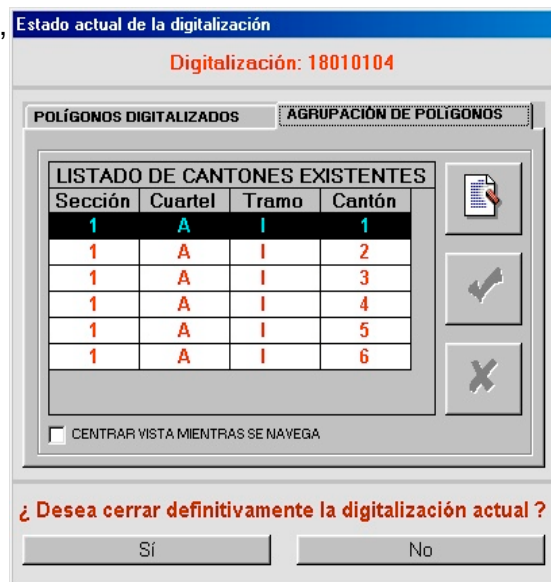 ,
Estado actual de la digitalización
Digitalización: 18010104
POLÍGONOS DIGITALIZADOS AGRUPACIÓN DE POLÍGONOS
LISTADO DE CANTONES EXISTENTES
Sección Cuartel Tramo Cantón
1 A I 1
1 A I 2
1 A I 3
1 A I 4
1 A I 5
1 A I 6
CENTRAR VISTA MIENTRAS SE NAVEGA
¿ Desea cerrar definitivamente la digitalización actual ?
Sí No